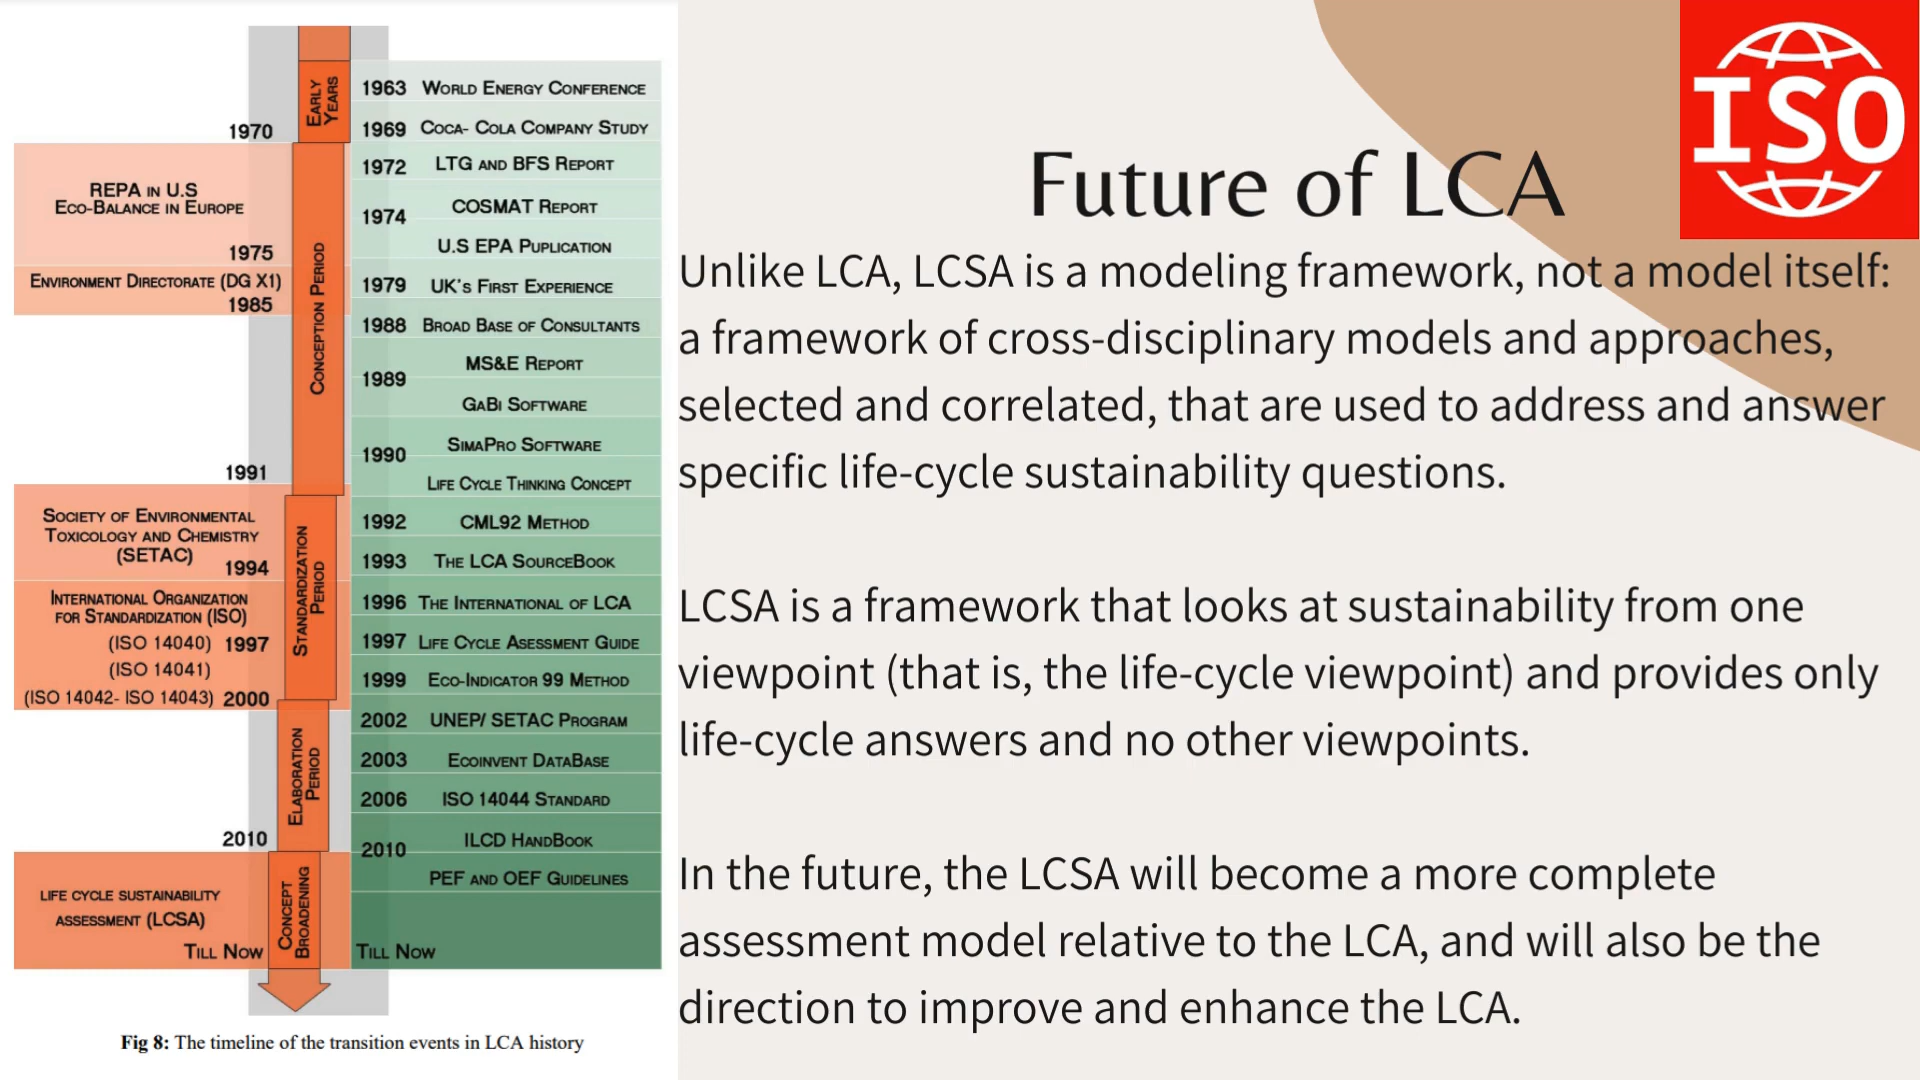 EARLY
YEARS
1970
REPA IN U.S
ECO-BALANCE IN EUROPE
1975
ENVIRONMENT DIRECTORATE (DG X1)
1985
CONCEPTION PERIOD
1991
SOCIETY OF ENVIRONMENTAL
TOXICOLOGY AND CHEMISTRY
(SETAC)
1994
INTERNATIONAL ORGANIZATION
FOR STANDARDIZATION (ISO)
(ISO 14040) 1997
(ISO 14041)
(ISO 14042- ISO 14043) 2000
STANDARDIZATION
PERIOD
ELABORATION
PERIOD
2010
LIFE CYCLE SUSTAINABILITY
ASSESSMENT (LCSA)
TILL NOW
CONCEPT
BROADENING
1963 WORLD ENERGY CONFERENCE
1969 COCA- COLA COMPANY STUDY
1972 LTG AND BFS REPORT
1974 COSMAT REPORT
U.S EPA PUPLICATION
1979 UK'S FIRST EXPERIENCE
1988 BROAD BASE OF CONSULTANTS
1989 MS&E REPORT
GABI SOFTWARE
1990 SIMAPRO SOFTWARE
LIFE CYCLE THINKING CONCEPT
1992 CML92 METHOD
1993 THE LCA SOURCEBOOK
1996 THE INTERNATIONAL OF LCA
1997 LIFE CYCLE ASESSMENT GUIDE
1999 ECO-INDICATOR 99 METHOD
2002 UNEP/ SETAC PROGRAM
2003 ECOINVENT DATABASE
2006 ISO 14044 STANDARD
2010 ILCD HANDBOOK
PEF AND OEF GUIDELINES
TILL NOW
Fig 8: The timeline of the transition events in LCA history
ISO
Future of LCA
Unlike LCA, LCSA is a modeling framework, not a model itself:
a framework of cross-disciplinary models and approaches,
selected and correlated, that are used to address and answer
specific life-cycle sustainability questions.
LCSA is a framework that looks at sustainability from one
viewpoint (that is, the life-cycle viewpoint) and provides only
life-cycle answers and no other viewpoints.
In the future, the LCSA will become a more complete
assessment model relative to the LCA, and will also be the
direction to improve and enhance the LCA.